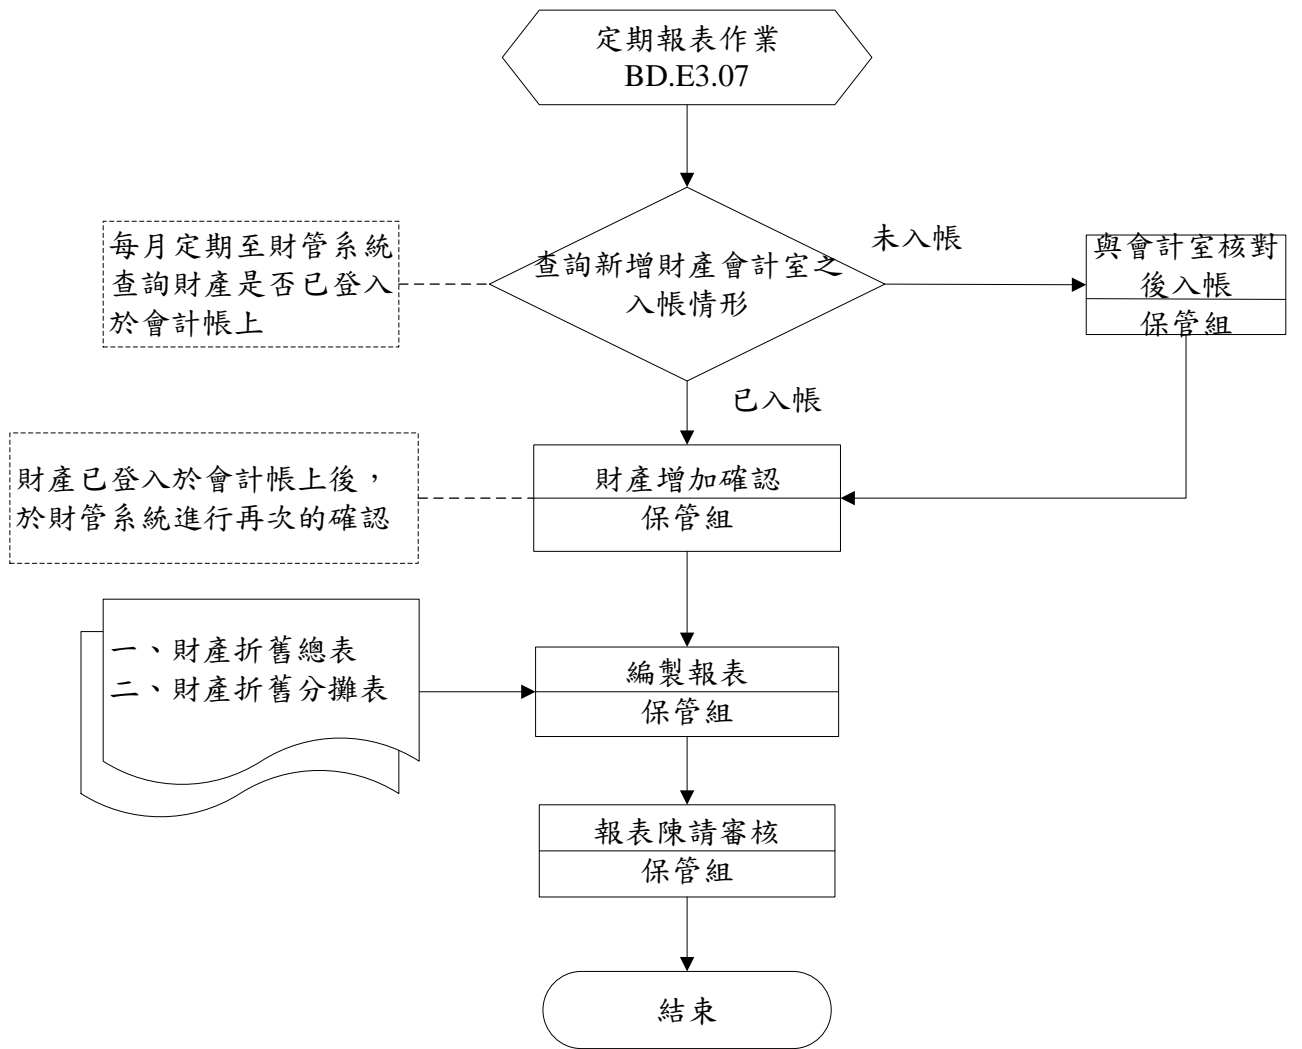 定期報表作業
BD.E3.07
每月定期至財管系統
查詢財產是否已登入
於會計帳上
查詢新增財產會計室之
入帳情形
未入帳
與會計室核對
後入帳
保管組
已入帳
財產已登入於會計帳上後，
於財管系統進行再次的確認
財產增加確認
保管組
一、財產折舊總表
二、財產折舊分攤表
編製報表
保管組
報表陳請審核
保管組
結束